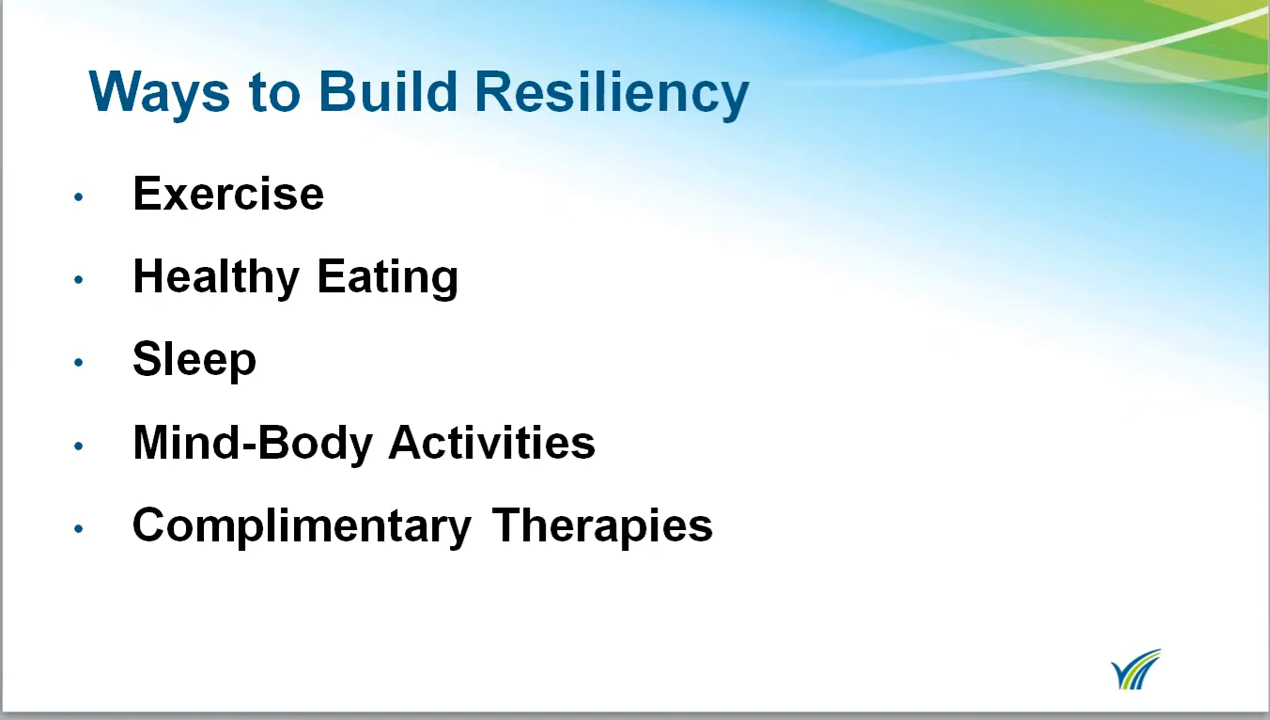 Ways to Build Resiliency
• Exercise
• Healthy Eating
• Sleep
• Mind-Body Activities
• Complimentary Therapies